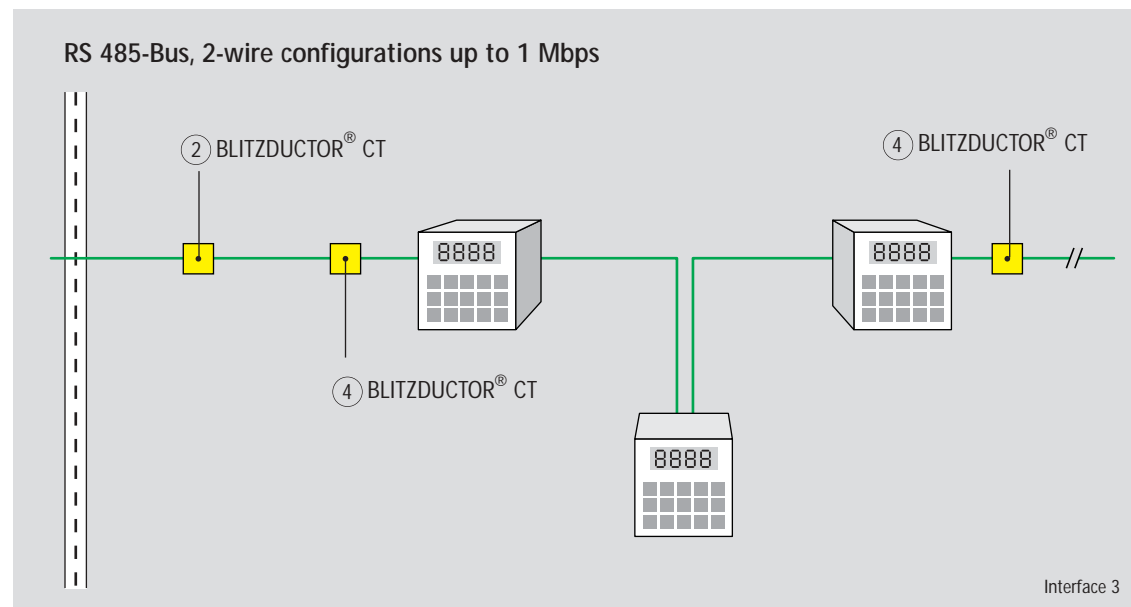 RS 485-Bus, 2-wire configurations up to 1 Mbps
2 BLITZDUCTOR® CT
4 BLITZDUCTOR® CT
8888
8888
4 BLITZDUCTOR® CT
8888
Interface 3